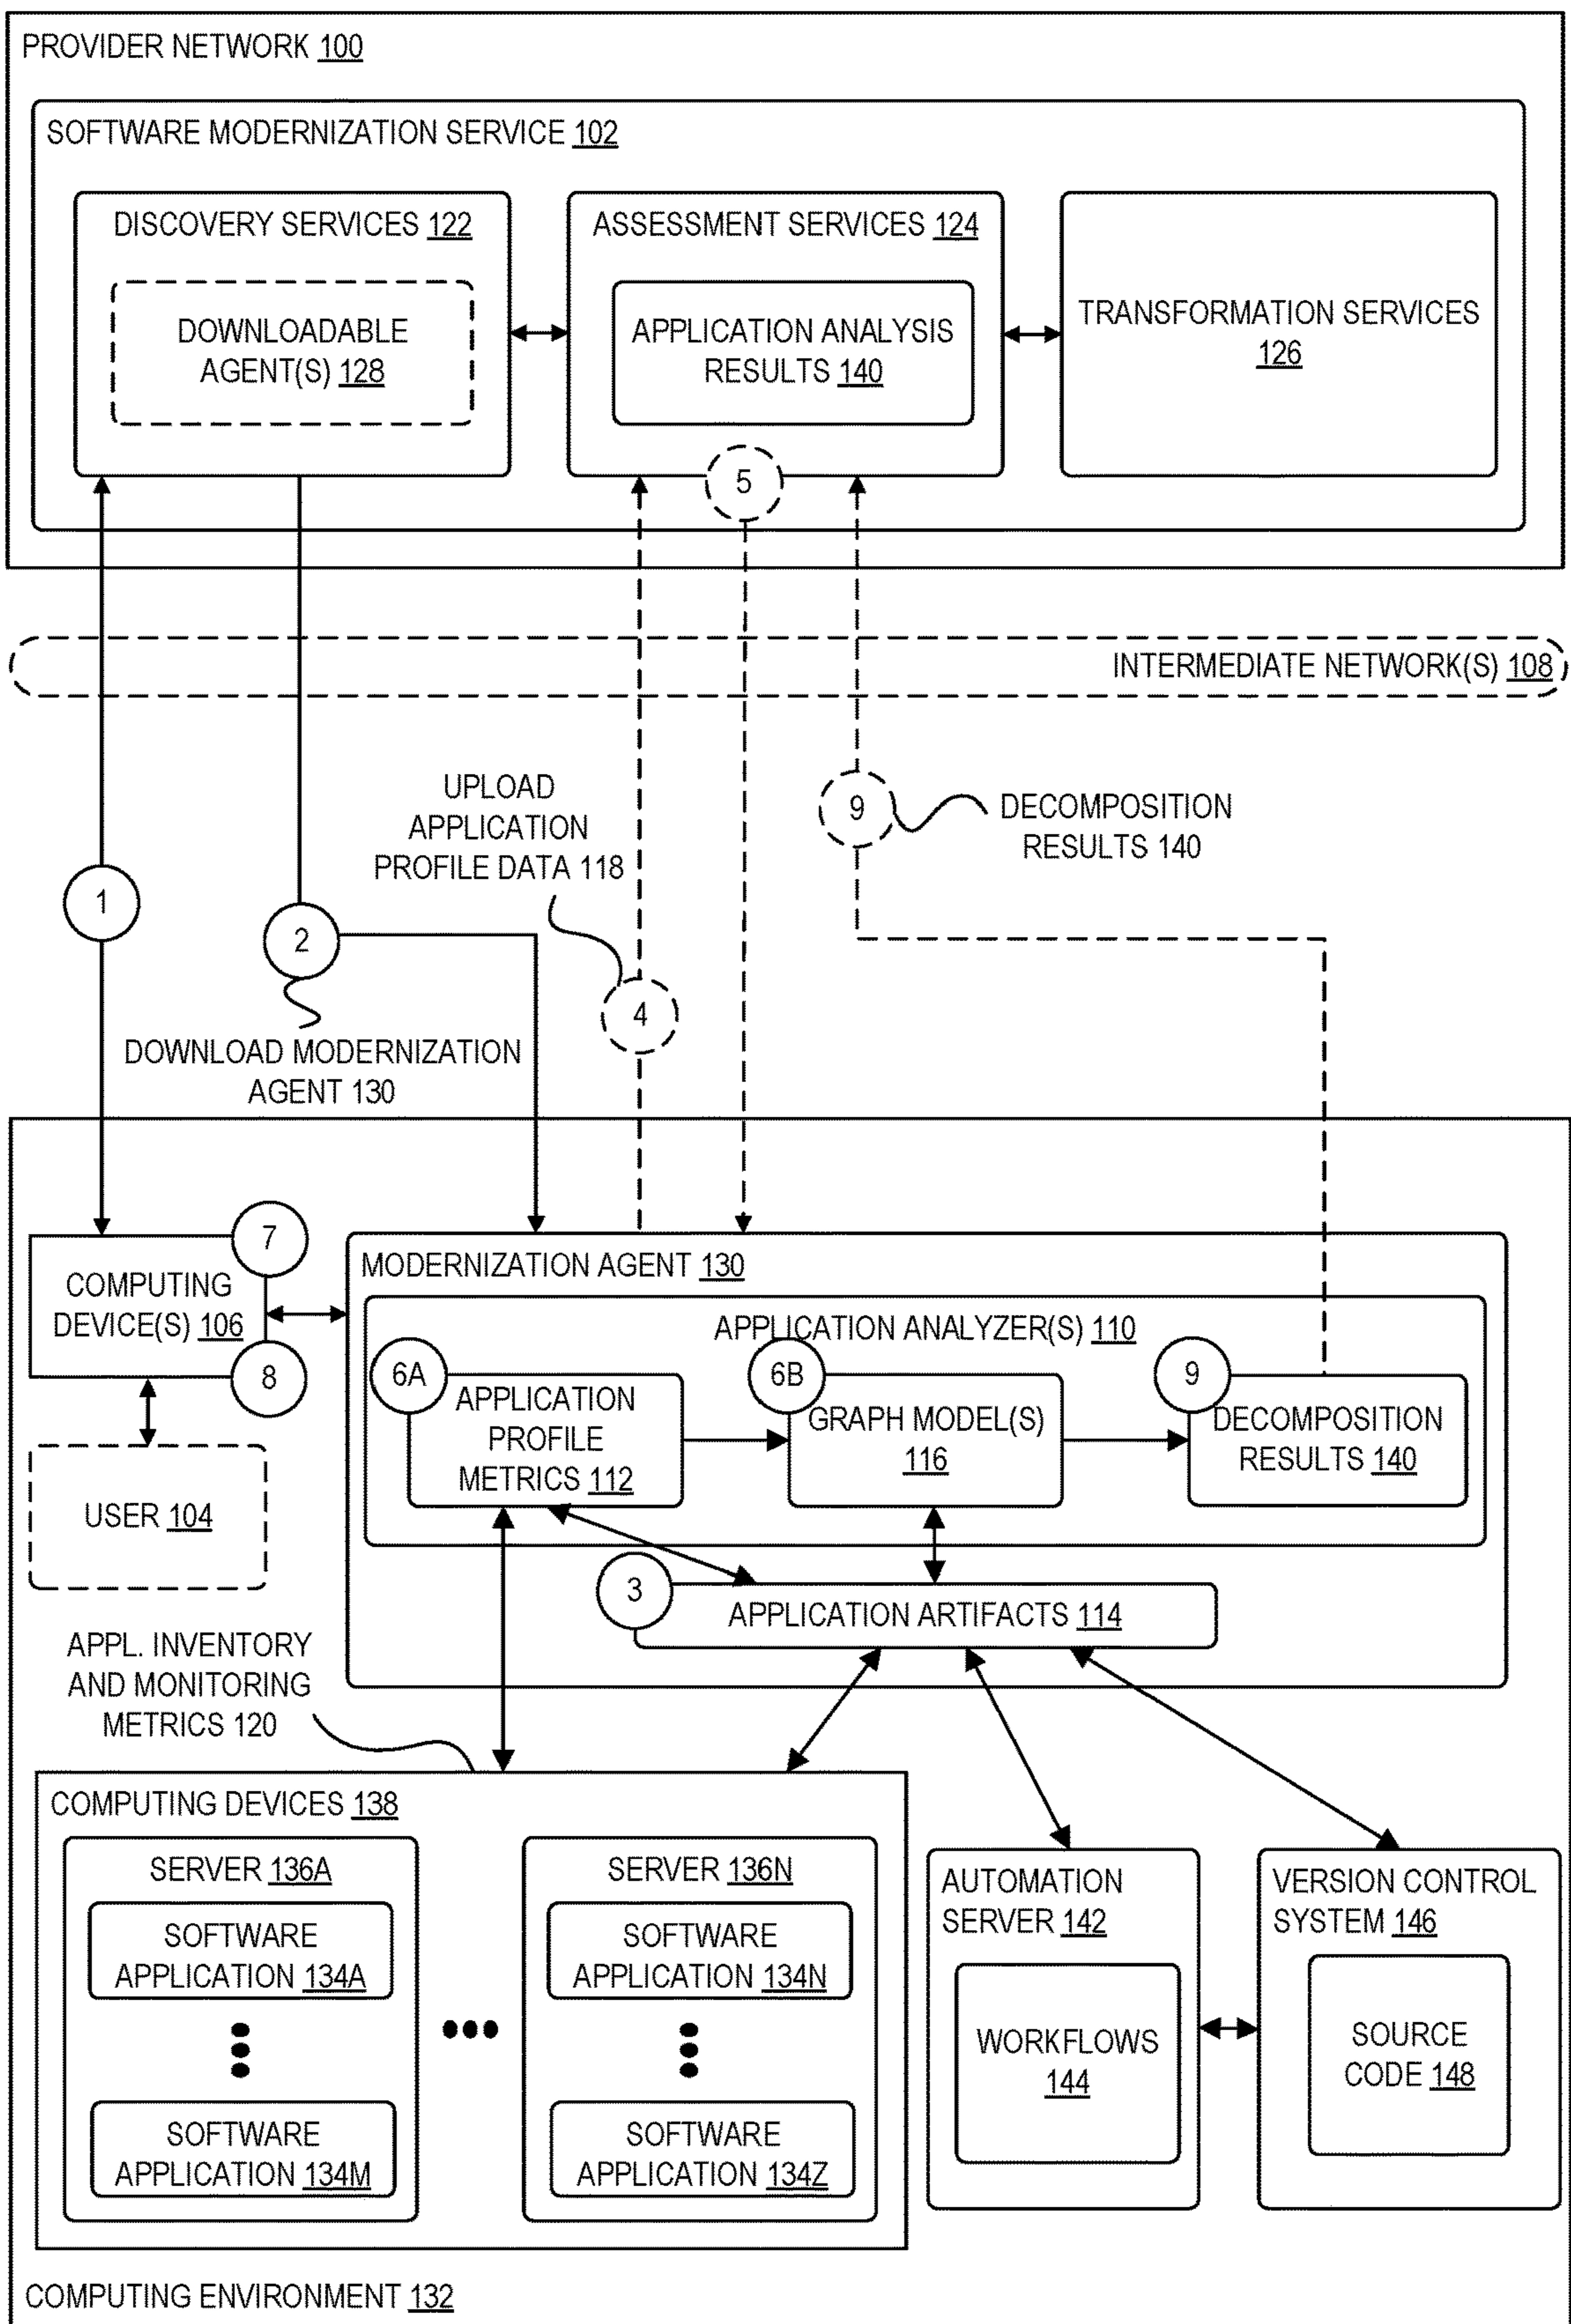 PROVIDER NETWORK 100
SOFTWARE MODERNIZATION SERVICE 102
DISCOVERY SERVICES 122
DOWNLOADABLE
AGENT(S) 128
ASSESSMENT SERVICES 124
APPLICATION ANALYSIS
RESULTS 140
TRANSFORMATION SERVICES
126
5
INTERMEDIATE NETWORK(S) 108
UPLOAD
APPLICATION
PROFILE DATA 118
9
DECOMPOSITION
RESULTS 140
1
2
4
DOWNLOAD MODERNIZATION
AGENT 130
7
COMPUTING
DEVICE(S) 106
8
USER 104
MODERNIZATION AGENT 130
APPLICATION ANALYZER(S) 110
6A
APPLICATION
PROFILE
METRICS 112
6B
GRAPH MODEL(S)
116
9
DECOMPOSITION
RESULTS 140
3
APPLICATION ARTIFACTS 114
APPL. INVENTORY
AND MONITORING
METRICS 120
COMPUTING DEVICES 138
SERVER 136A
SOFTWARE
APPLICATION 134A
SOFTWARE
APPLICATION 134M
SERVER 136N
SOFTWARE
APPLICATION 134N
SOFTWARE
APPLICATION 134Z
AUTOMATION
SERVER 142
WORKFLOWS
144
VERSION CONTROL
SYSTEM 146
SOURCE
CODE 148
COMPUTING ENVIRONMENT 132